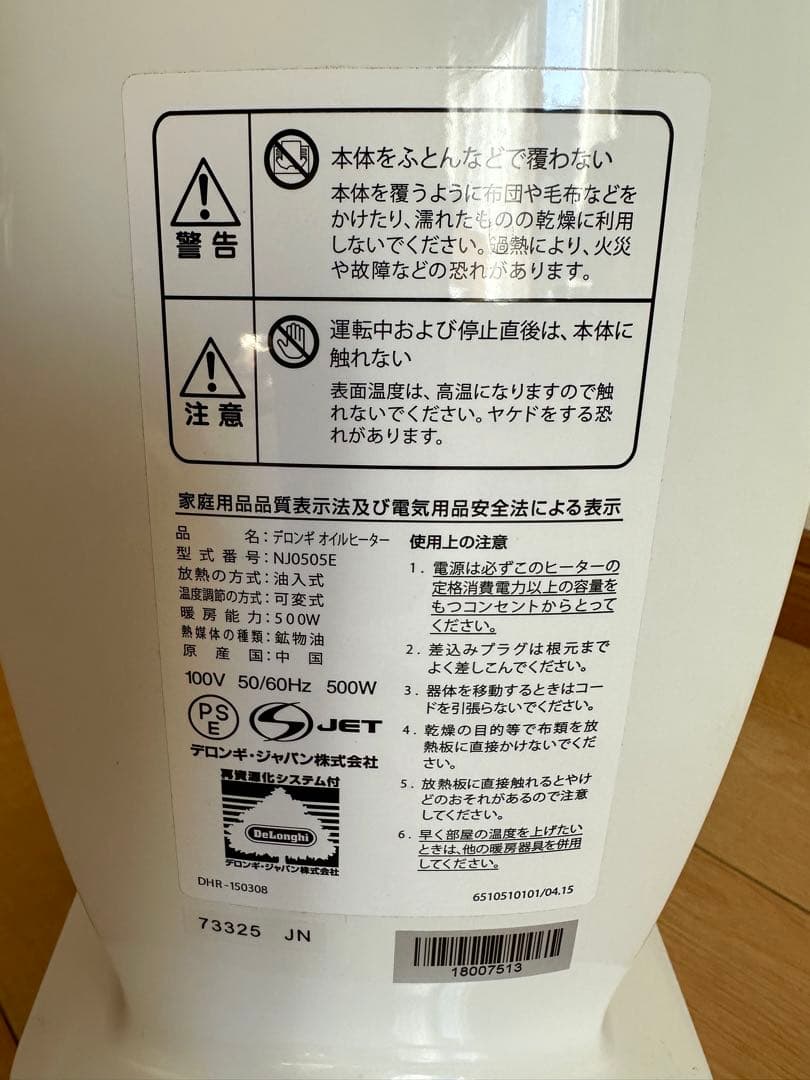 警告
本体をふとんなどで覆わない
本体を覆うように布団や毛布などを
かけたり、濡れたものの乾燥に利用
しないでください。過熱により、火災
や故障などの恐れがあります。
注意
運転中および停止直後は、本体に
触れない
表面温度は、高温になりますので触
れないでください。ヤケドをする恐
れがあります。
家庭用品品質表示法及び電気用品安全法による表示
品名:デロンギ オイルヒーター
型式番号:NJ0505E
放熱の方式:油入式
温度調節の方式:可変式
暖房能力:500W
熱媒体の種類:鉱物油
原産国:中国
100V 50/60Hz 500W
PSE
JET
デロンギ・ジャパン株式会社
再資源化システム付
DeLonghi
デロンギ・ジャパン株式会社
DHR-150308
使用上の注意
1. 電源は必ずこのヒーターの
定格消費電力以上の容量を
もつコンセントからとって
ください。
2. 差込みプラグは根元まで
よく差しこんでください。
3. 器体を移動するときはコー
ドを引張らないでください。
4. 乾燥の目的等で布類を放
熱板に直接かけないでくだ
さい。
5. 放熱板に直接触れるとやけ
どのおそれがあるので注意
してください。
6. 早く部屋の温度を上げたい
ときは、他の暖房器具を併用
してください。
6510510101/04.15
73325 JN
18007513